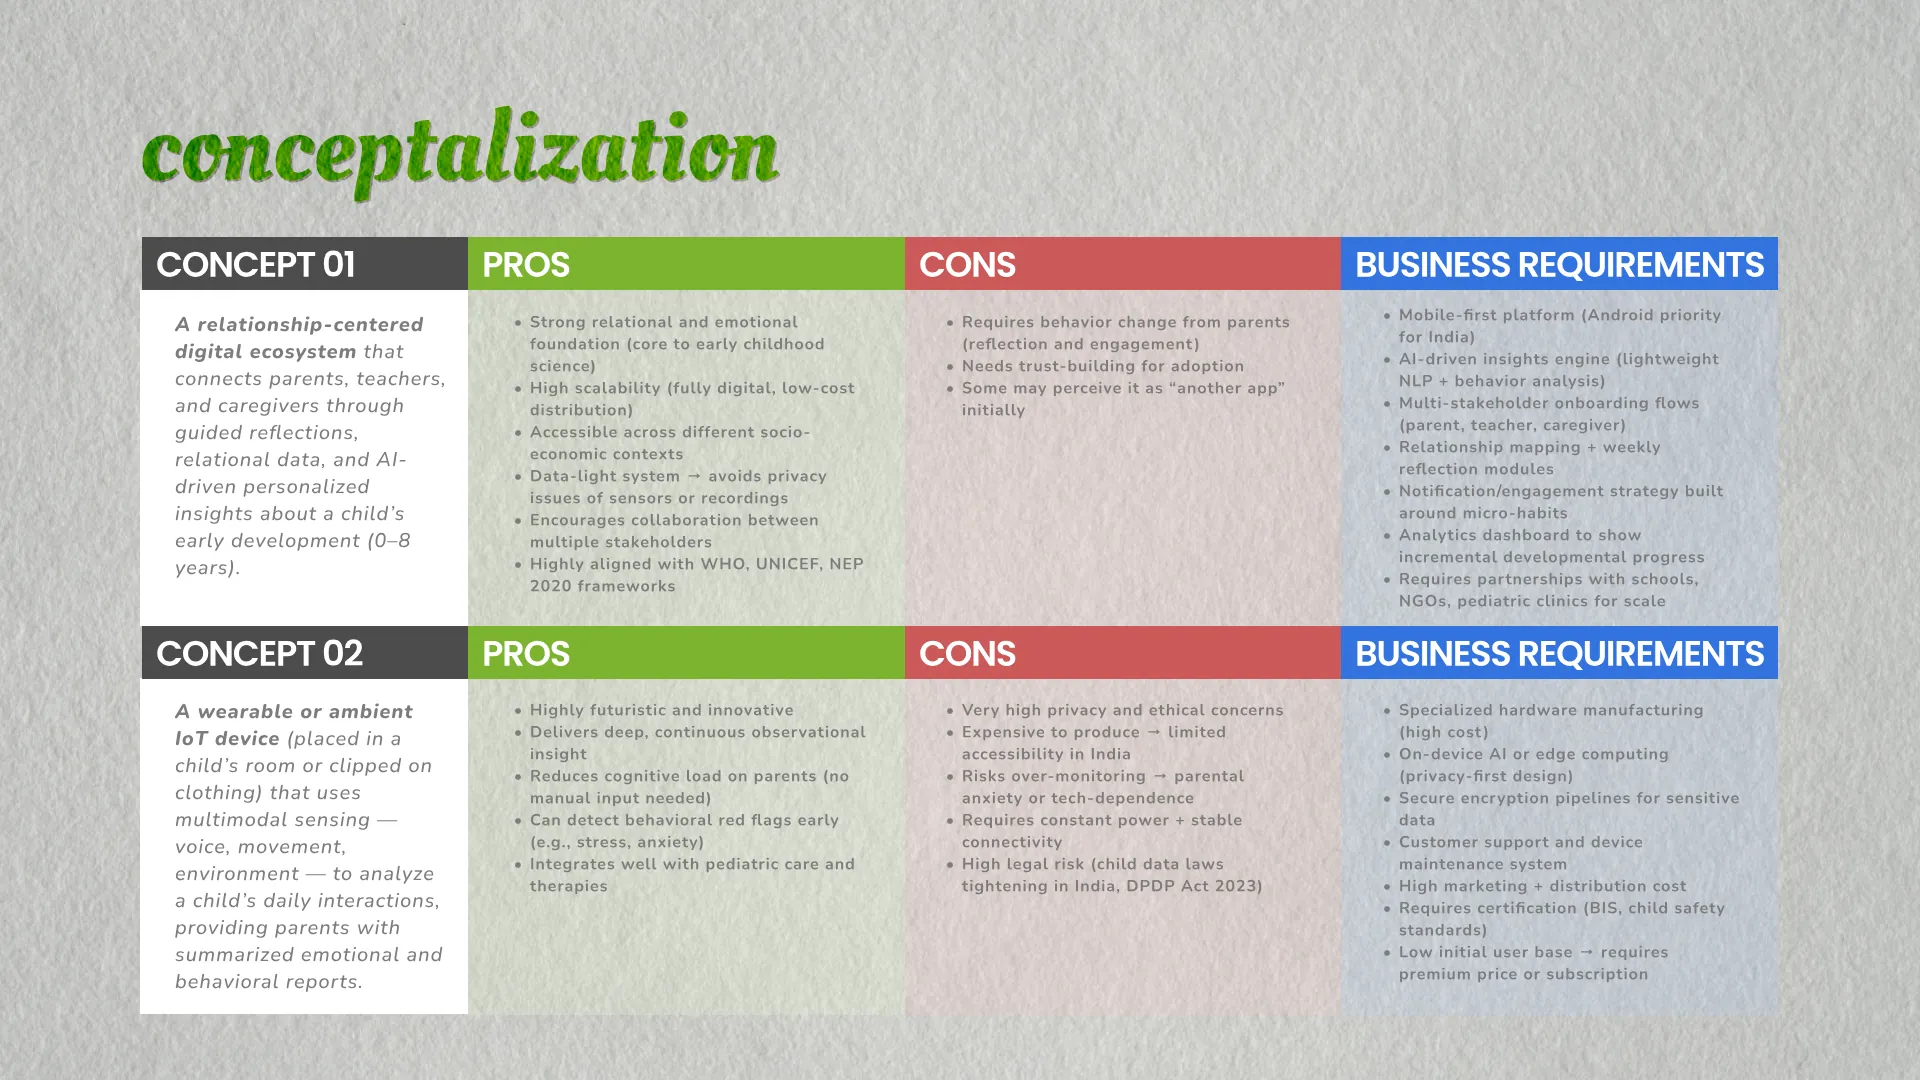 conceptalization
CONCEPT 01
A relationship-centered
digital ecosystem that
connects parents, teachers,
and caregivers through
guided reflections,
relational data, and AI-
driven personalized
insights about a child’s
early development (0–8
years).
PROS
• Strong relational and emotional
foundation (core to early childhood
science)
• High scalability (fully digital, low-cost
distribution)
• Accessible across different socio-
economic contexts
• Data-light system → avoids privacy
issues of sensors or recordings
• Encourages collaboration between
multiple stakeholders
• Highly aligned with WHO, UNICEF, NEP
2020 frameworks
CONS
• Requires behavior change from parents
(reflection and engagement)
• Needs trust-building for adoption
• Some may perceive it as “another app”
initially
BUSINESS REQUIREMENTS
• Mobile-first platform (Android priority
for India)
• AI-driven insights engine (lightweight
NLP + behavior analysis)
• Multi-stakeholder onboarding flows
(parent, teacher, caregiver)
• Relationship mapping + weekly
reflection modules
• Notification/engagement strategy built
around micro-habits
• Analytics dashboard to show
incremental developmental progress
• Requires partnerships with schools,
NGOs, pediatric clinics for scale
CONCEPT 02
A wearable or ambient
IoT device (placed in a
child’s room or clipped on
clothing) that uses
multimodal sensing —
voice, movement,
environment — to analyze
a child’s daily interactions,
providing parents with
summarized emotional and
behavioral reports.
PROS
• Highly futuristic and innovative
• Delivers deep, continuous observational
insight
• Reduces cognitive load on parents (no
manual input needed)
• Can detect behavioral red flags early
(e.g., stress, anxiety)
• Integrates well with pediatric care and
therapies
CONS
• Very high privacy and ethical concerns
• Expensive to produce → limited
accessibility in India
• Risks over-monitoring → parental
anxiety or tech-dependence
• Requires constant power + stable
connectivity
• High legal risk (child data laws
tightening in India, DPDP Act 2023)
BUSINESS REQUIREMENTS
• Specialized hardware manufacturing
(high cost)
• On-device AI or edge computing
(privacy-first design)
• Secure encryption pipelines for sensitive
data
• Customer support and device
maintenance system
• High marketing + distribution cost
• Requires certification (BIS, child safety
standards)
• Low initial user base → requires
premium price or subscription